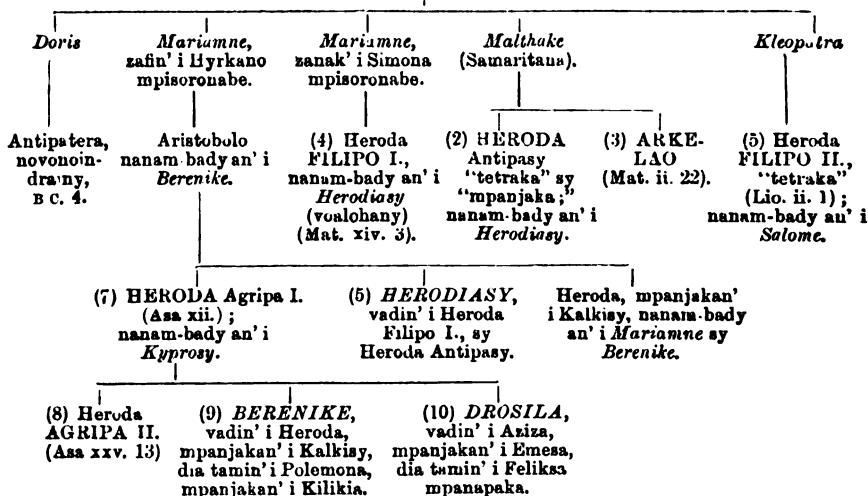 Doris
Mariamne,
zafin' i Hyrkano
mpisoronabe.
Mariamne,
zanak' i Simona
mpisoronabe.
Malthake
(Samaritana).
Kleopatra
Antipatera,
novonoin-
drainy,
B C. 4.
Aristobolo
nanam-bady an' i
Berenike.
(4) Heroda
FILIPO I.,
nanam-bady an' i
Herodiasy
(voalohany)
(Mat. xiv. 3).
(2) HERODA
Antipasy
"tetraka" sy
"mpanjaka;"
nanam-bady an' i
Herodiasy.
(3) ARKE-
LAO
(Mat. ii. 22).
(5) Heroda
FILIPO II.,
"tetraka"
(Lio. ii. 1) ;
nanam-bady an' i
Salome.
(7) HERODA Agripa I.
(Asa xii.) ;
nanam-bady an' i
Kyprosy.
(5) HERODIASY,
vadin' i Heroda
Filipo I., sy
Heroda Antipasy.
Heroda, mpanjakan'
i Kalkisy, nanam-bady
an' i Mariamne sy
Berenike.
(8) Heroda
AGRIPA II.
(Asa xxv. 13)
(9) BERENIKE,
vadin' i Heroda,
mpanjakan' i Kalkisy,
dia tamin' i Polemona,
mpanjakan' i Kilikia.
(10) DROSILA,
vadin' i Aziza,
mpanjakan' i Emesa,
dia tamin' i Feliksa
mpanapaka.